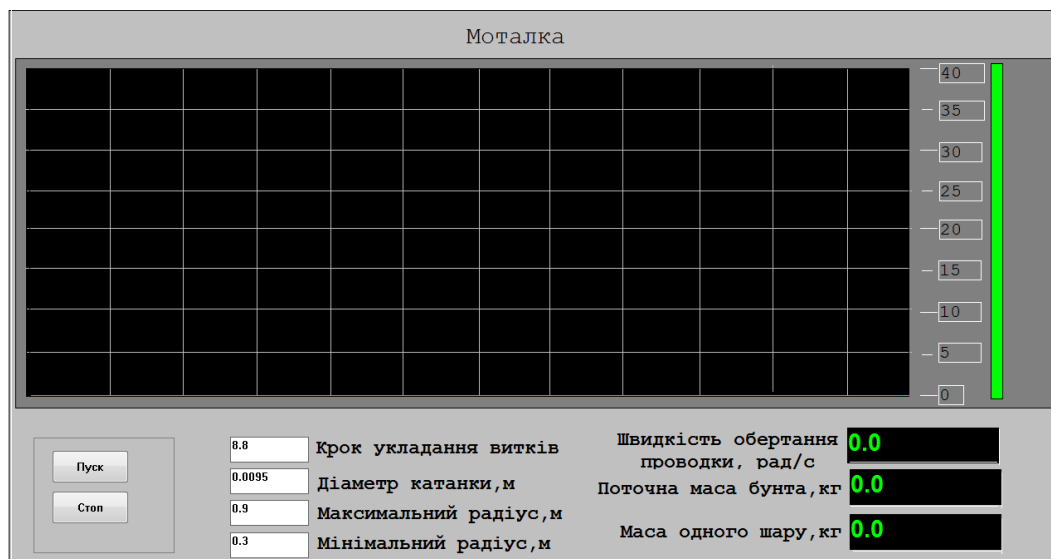 Моталка
40
35
30
25
20
15
10
5
0
Пуск
Стоп
8.8 Крок укладання витків
0.0095 Діаметр катанки,м
0.9 Максимальний радіус,м
0.3 Мінімальний радіус,м
Швидкість обертання
проводки, рад/с 0.0
Поточна маса бунта,кг 0.0
Маса одного шару,кг 0.0